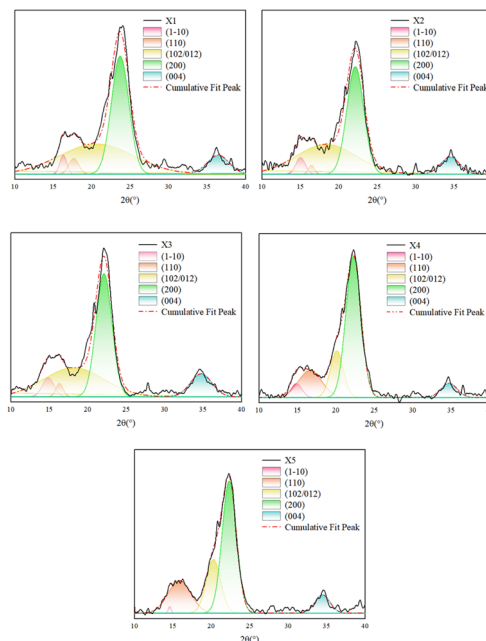 X1
(1-10)
(110)
(102/012)
(200)
(004)
Cumulative Fit Peak
10 15 20 25 30 35 40
2θ(°)
X2
(1-10)
(110)
(102/012)
(200)
(004)
Cumulative Fit Peak
10 15 20 25 30 35
2θ(°)
X3
(1-10)
(110)
(102/012)
(200)
(004)
Cumulative Fit Peak
10 15 20 25 30 35 40
2θ(°)
X4
(1-10)
(110)
(102/012)
(200)
(004)
Cumulative Fit Peak
10 15 20 25 30 35
2θ(°)
X5
(1-10)
(110)
(102/012)
(200)
(004)
Cumulative Fit Peak
10 15 20 25 30 35 40
2θ(°)